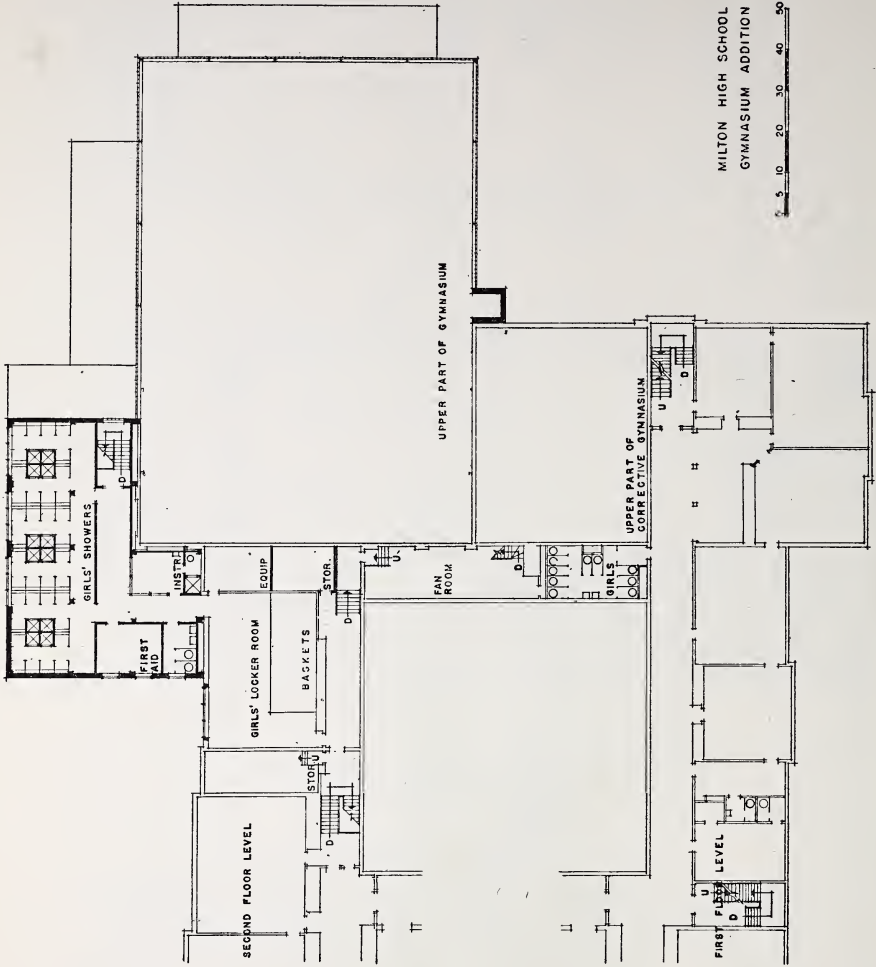 MILTON HIGH SCHOOL
GYMNASIUM ADDITION
0 5 10 20 30 40 50
GIRLS' SHOWERS
D
INSTR.
FIRST
AID
GIRLS' LOCKER ROOM
BASKETS
EQUIP
STOR.
D
STOR.
U
D
SECOND FLOOR LEVEL
UPPER PART OF GYMNASIUM
U
FAN
ROOM
D
GIRLS
UPPER PART OF
CORRECTIVE GYMNASIUM
U
D
FIRST FLOOR LEVEL
U
D